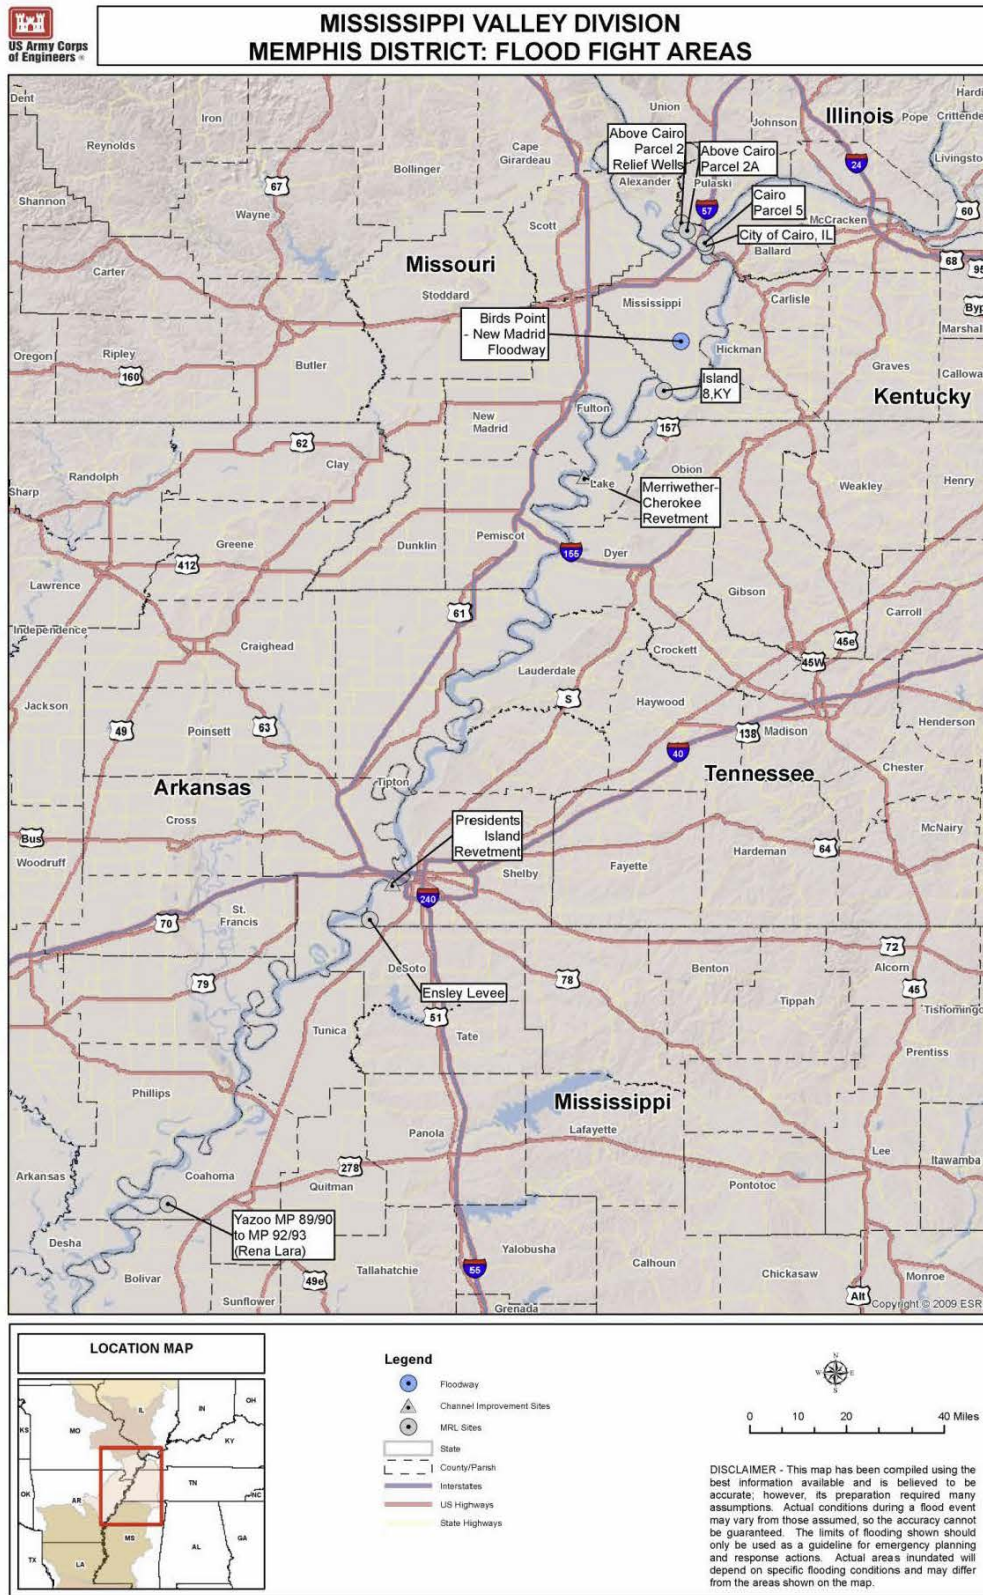 US Army Corps
of Engineers ®
MISSISSIPPI VALLEY DIVISION
MEMPHIS DISTRICT: FLOOD FIGHT AREAS
Dent
Iron
Reynolds
Shannon
67
Wayne
Carter
Bollinger
Cape
Girardeau
Union
Above Cairo
Parcel 2
Relief Wells
Alexander
Johnson
Illinois
Pope
Crittende
Hardi
Livingsto
24
Above Cairo
Parcel 2A
Pulaski
57
Cairo
Parcel 5
McCracken
60
City of Cairo, IL
Ballard
68
95
Scott
Missouri
Stoddard
Mississippi
Carlisle
Byp
Marshal
Birds Point
- New Madrid
Floodway
Hickman
Graves
Callowa
Oregon
Ripley
160
Butler
Island
8,KY
Kentucky
New
Madrid
Fulton
157
62
Clay
Randolph
Sharp
Lake
Obion
Weakley
Henry
Merriwether-
Cherokee
Revetment
Greene
Dunklin
Pemiscot
412
155
Dyer
Lawrence
Gibson
Carroll
61
Independence
Craighead
Crockett
45e
45W
Lauderdale
S
Haywood
Jackson
49
Poinsett
63
138
Madison
Henderson
40
Tennessee
Chester
Arkansas
Tipton
Cross
Presidents
Island
Revetment
McNairy
Bus
Woodruff
64
Hardeman
Fayette
Shelby
240
St.
Francis
70
72
Alcorn
DeSoto
79
78
Benton
45
Ensley Levee
Tippah
Tishomingo
51
Tunica
Tate
Prentiss
Phillips
Mississippi
Panola
Lafayette
Lee
Itawamba
Arkansas
Coahoma
278
Quitman
Pontotoc
Yazoo MP 89/90
to MP 92/93
(Rena Lara)
Desha
Yalobusha
Calhoun
Bolivar
Tallahatchie
55
Chickasaw
Monroe
49e
Sunflower
Grenada
Alt
Copyright © 2009 ESR
LOCATION MAP
IL
IN
OH
KS
MO
KY
TN
NC
OK
AR
MS
AL
GA
TX
LA
Legend
Floodway
Channel Improvement Sites
MRL Sites
State
County/Parish
Interstates
US Highways
State Highways
N
W
E
S
0 10 20 40 Miles
DISCLAIMER - This map has been compiled using the
best information available and is believed to be
accurate; however, its preparation required many
assumptions. Actual conditions during a flood event
may vary from those assumed, so the accuracy cannot
be guaranteed. The limits of flooding shown should
only be used as a guideline for emergency planning
and response actions. Actual areas inundated will
depend on specific flooding conditions and may differ
from the areas shown on the map.